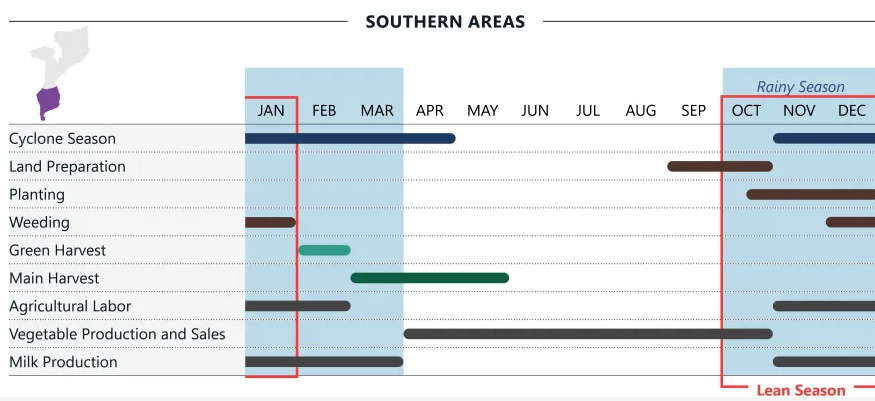 SOUTHERN AREAS
Rainy Season
JAN FEB MAR APR MAY JUN JUL AUG SEP OCT NOV DEC
Cyclone Season
Land Preparation
Planting
Weeding
Green Harvest
Main Harvest
Agricultural Labor
Vegetable Production and Sales
Milk Production
Lean Season